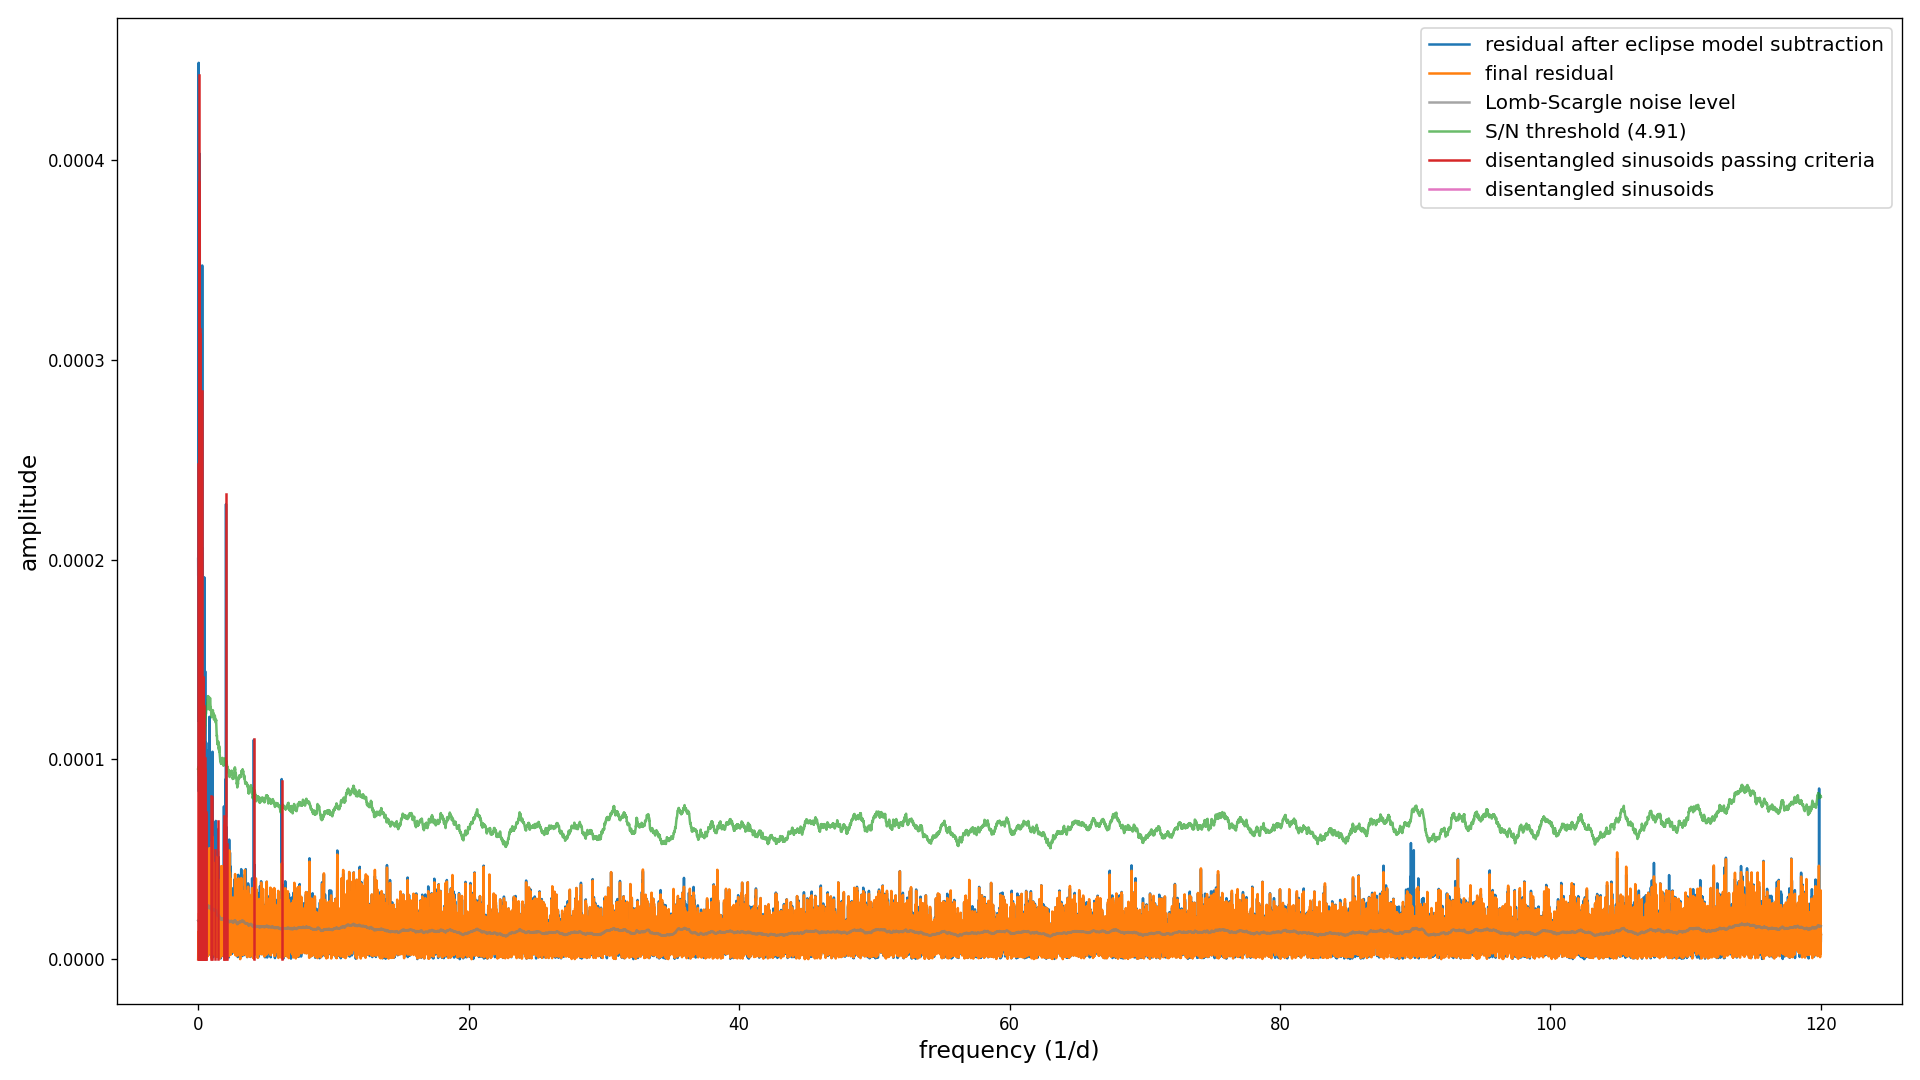 residual after eclipse model subtraction
final residual
Lomb-Scargle noise level
S/N threshold (4.91)
disentangled sinusoids passing criteria
disentangled sinusoids
amplitude
0.0004
0.0003
0.0002
0.0001
0.0000
0 20 40 60 80 100 120
frequency (1/d)